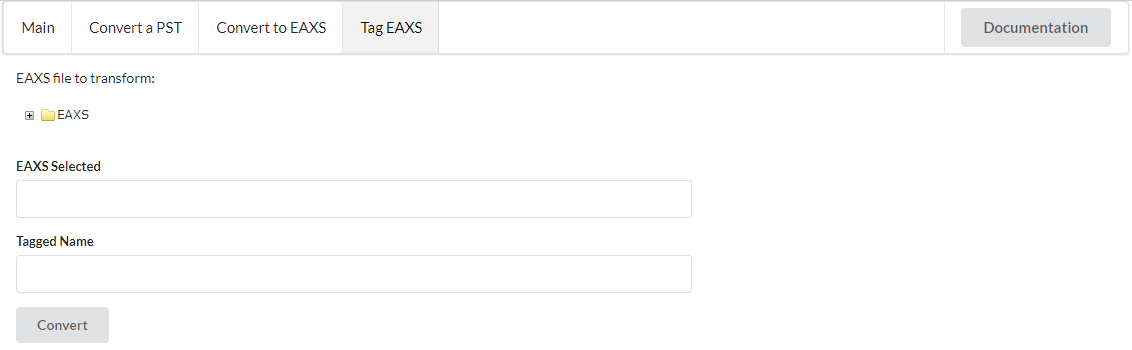 Main Convert a PST Convert to EAXS Tag EAXS Documentation
EAXS file to transform:
EAXS
EAXS Selected
Tagged Name
Convert